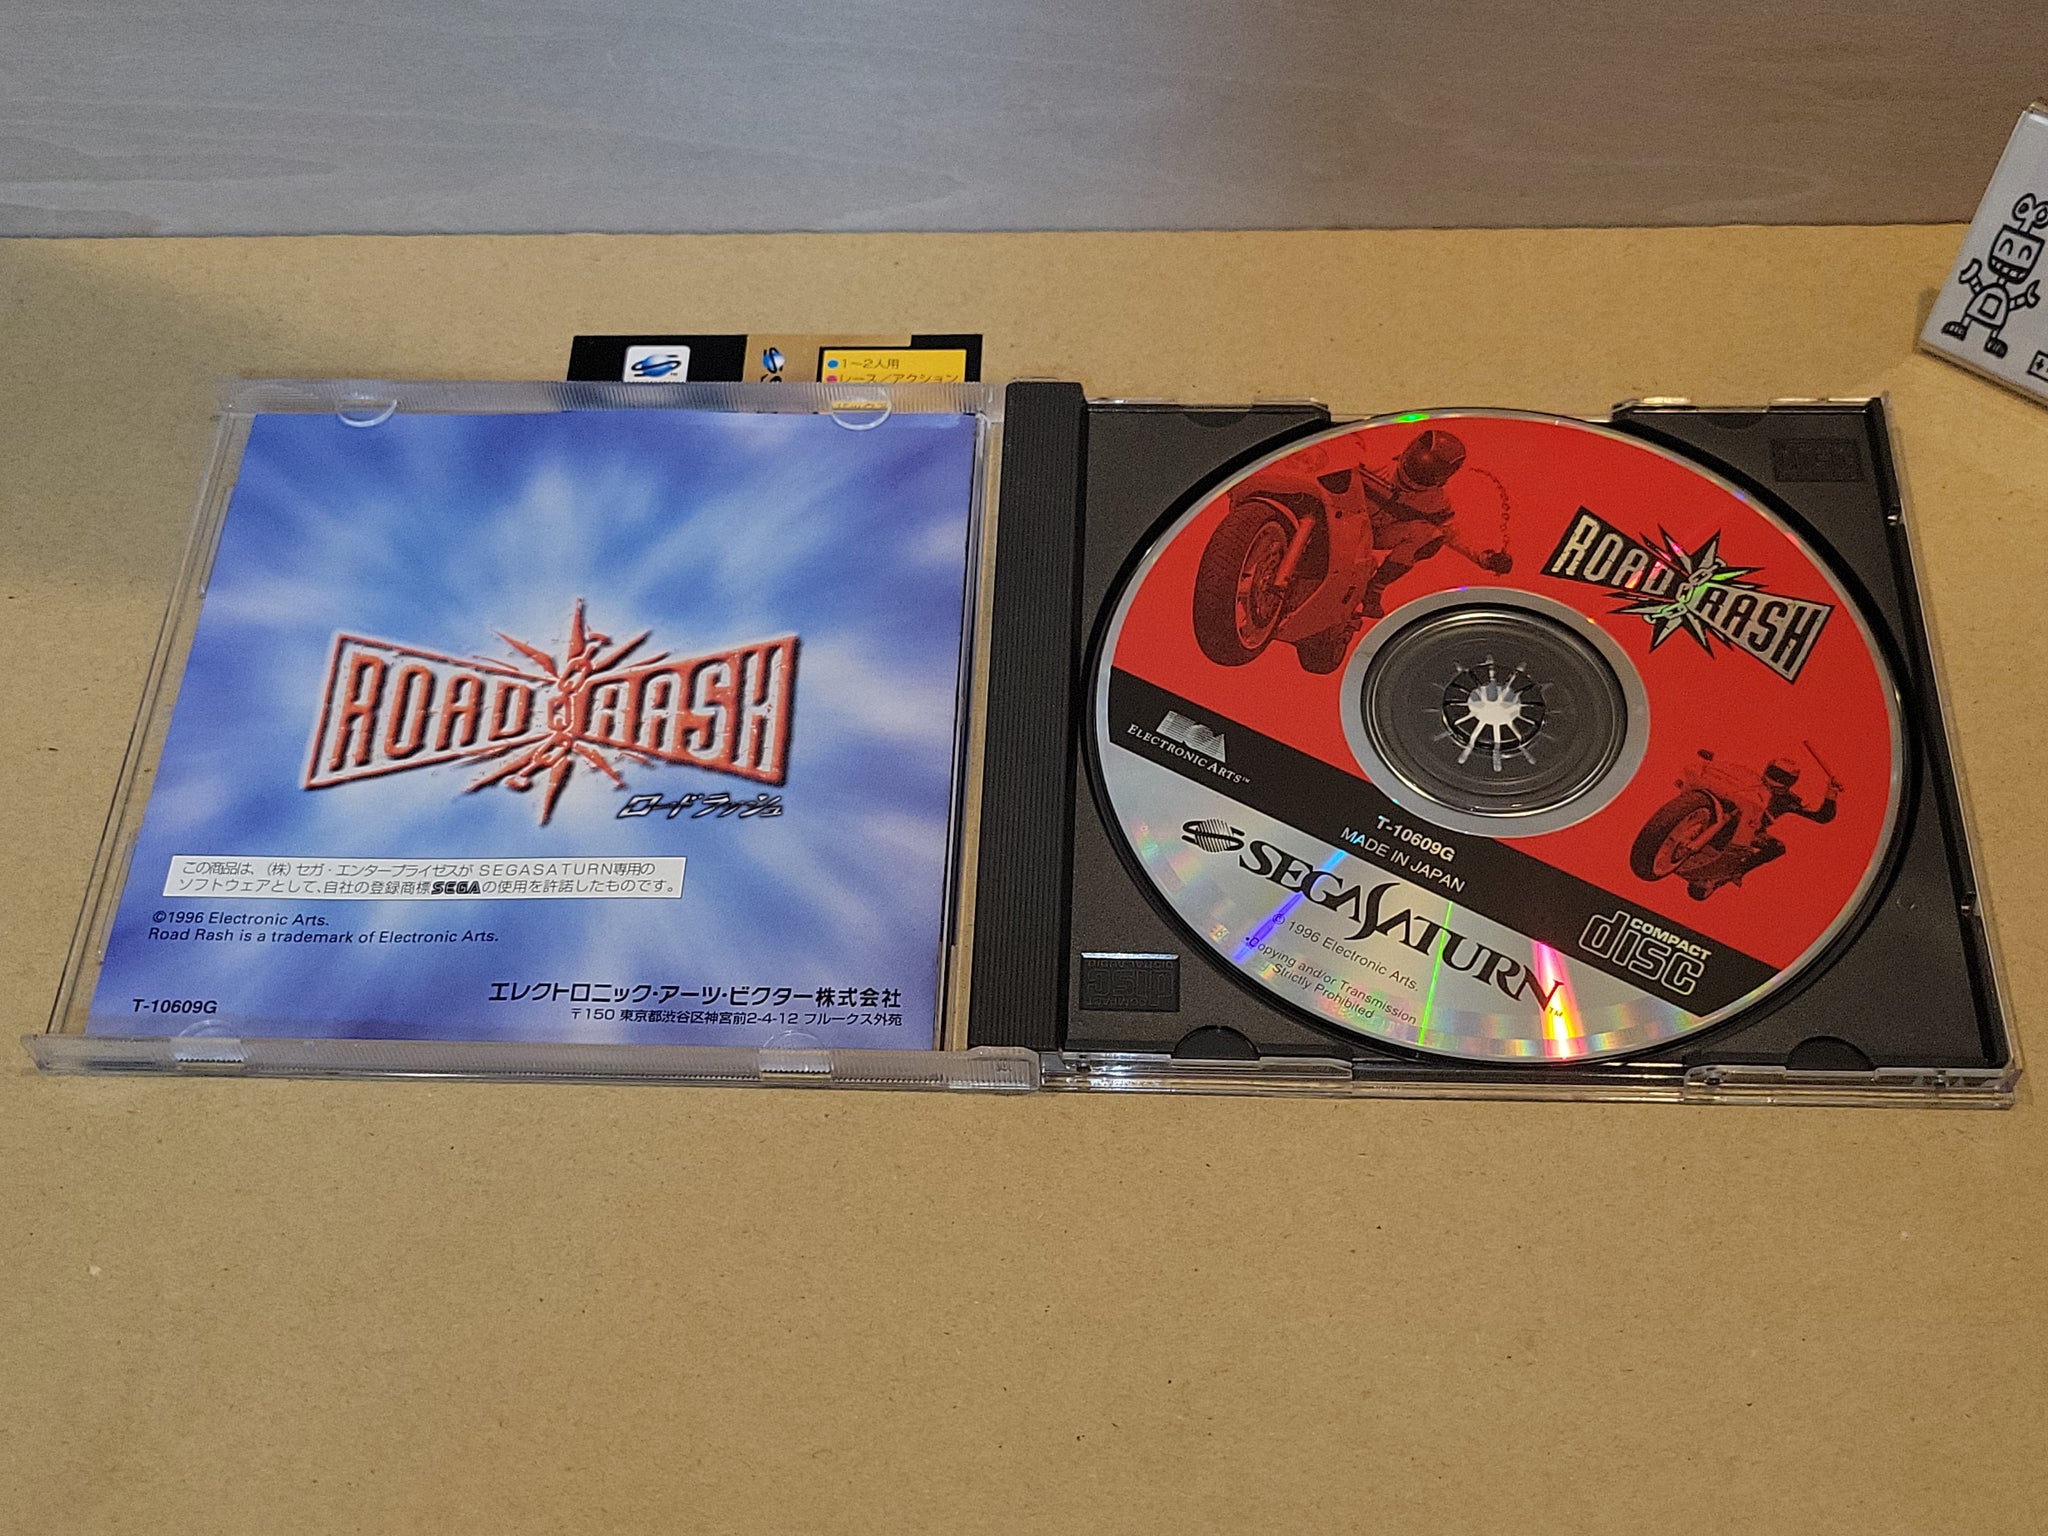 1〜2人用
レース/アクション
ROAD RASH
ロードラッシュ
この商品は、(株)セガ・エンタープライゼスが SEGASATURN専用の
ソフトウェアとして、自社の登録商標SEGAの使用を許諾したものです。
©1996 Electronic Arts.
Road Rash is a trademark of Electronic Arts.
エレクトロニック・アーツ・ビクター株式会社
〒150 東京都渋谷区神宮前2-4-12 フルークス外苑
T-10609G
ROAD RASH
ELECTRONIC ARTS™
T-10609G
MADE IN JAPAN
SEGA SATURN™
COMPACT
disc
© 1996 Electronic Arts.
Copying and/or Transmission
Strictly Prohibited
COMPACT
disc
DIGITAL AUDIO